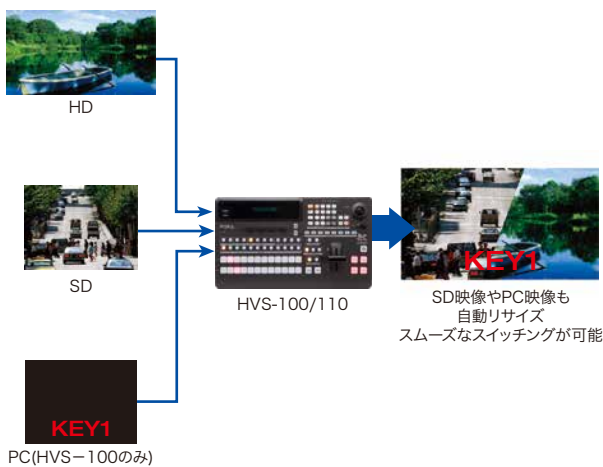 HD
SD
KEY1
PC(HVS−100のみ)
HVS-100/110
KEY1
SD映像やPC映像も
自動リサイズ
スムーズなスイッチングが可能